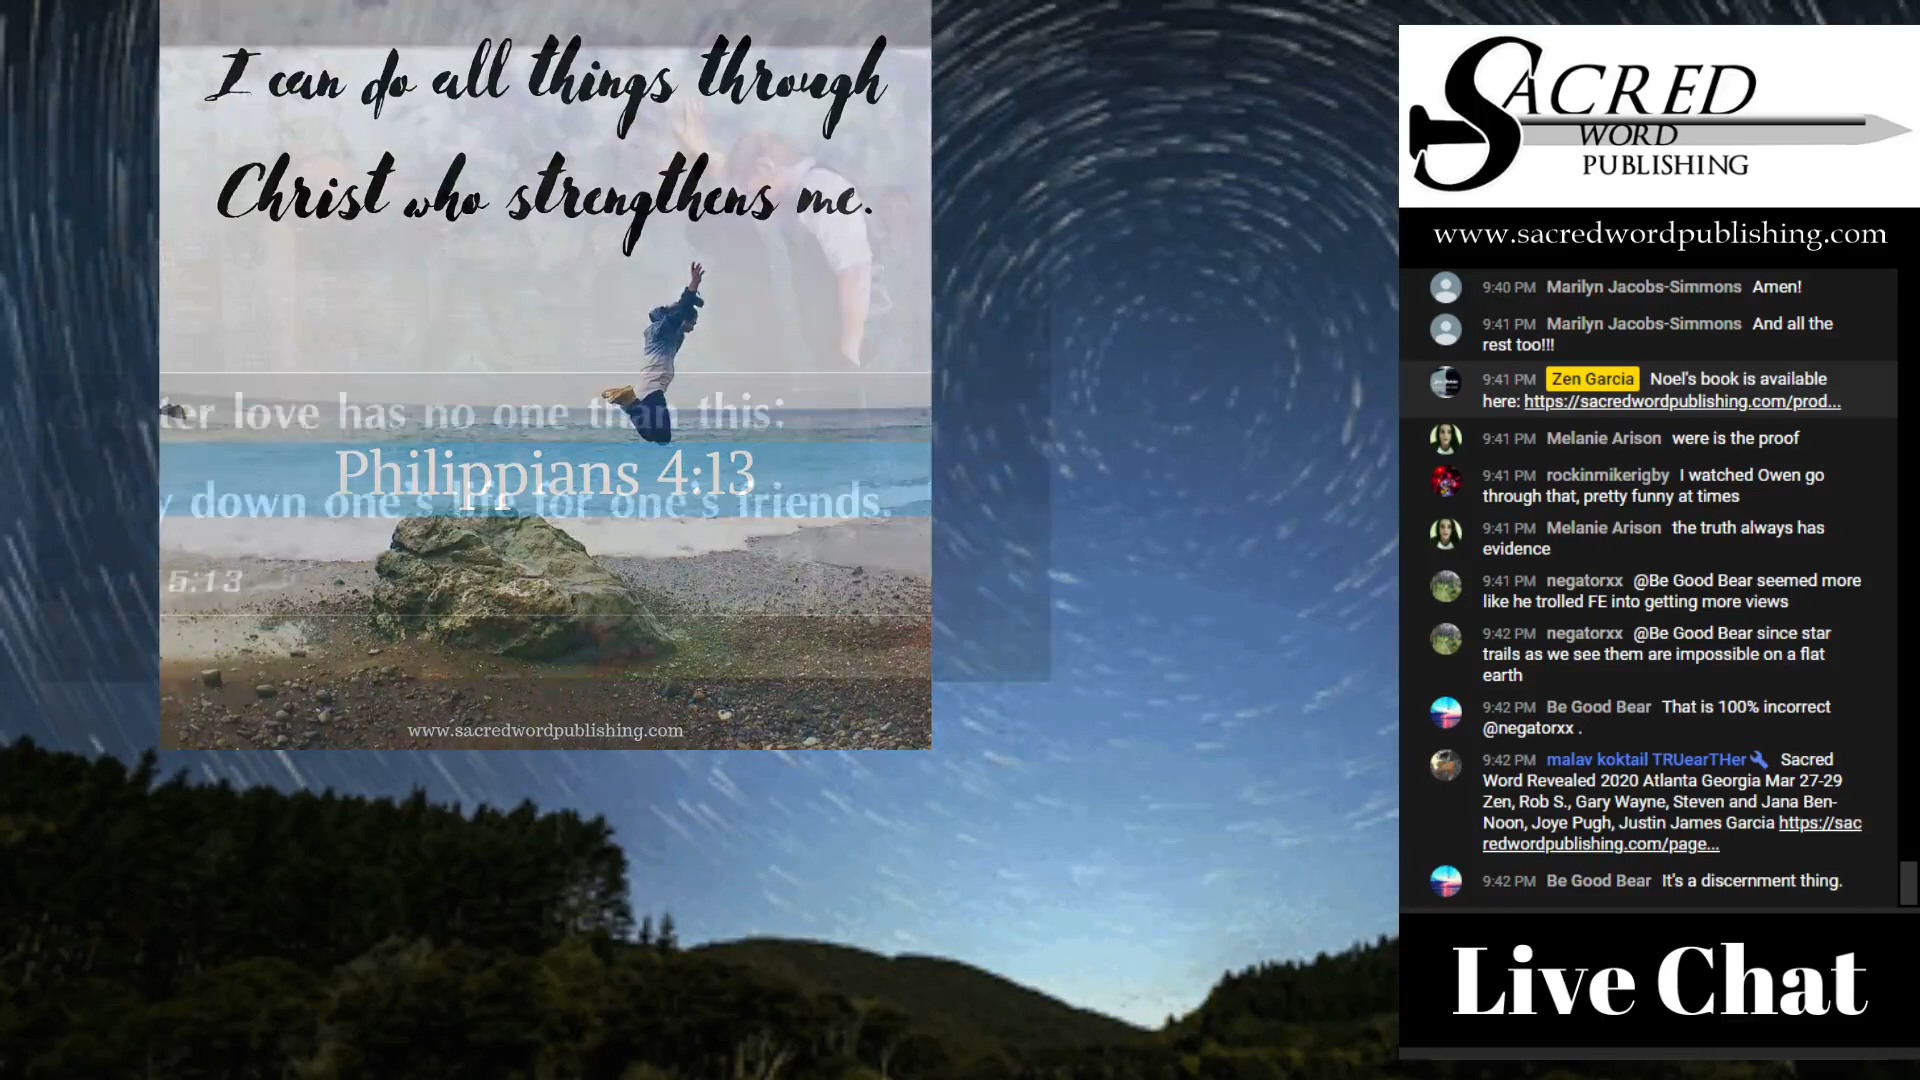 I can do all things through
Christ who strengthens me.
love has no one than this:
Philippians 4:13
down one's life for one's friends.
5:13
www.sacredwordpublishing.com
SACRED
WORD
PUBLISHING
www.sacredwordpublishing.com
9:40 PM Marilyn Jacobs-Simmons Amen!
9:41 PM Marilyn Jacobs-Simmons And all the
rest too!!!
9:41 PM Zen Garcia Noel's book is available
here: https://sacredwordpublishing.com/prod...
9:41 PM Melanie Arison were is the proof
9:41 PM rockinmikerigby I watched Owen go
through that, pretty funny at times
9:41 PM Melanie Arison the truth always has
evidence
9:41 PM negatorxx @Be Good Bear seemed more
like he trolled FE into getting more views
9:42 PM negatorxx @Be Good Bear since star
trails as we see them are impossible on a flat
earth
9:42 PM Be Good Bear That is 100% incorrect
@negatorxx .
9:42 PM malav koktail TRUearTHer Sacred
Word Revealed 2020 Atlanta Georgia Mar 27-29
Zen, Rob S., Gary Wayne, Steven and Jana Ben-
Noon, Joye Pugh, Justin James Garcia https://sac
redwordpublishing.com/page...
9:42 PM Be Good Bear It's a discernment thing.
Live Chat